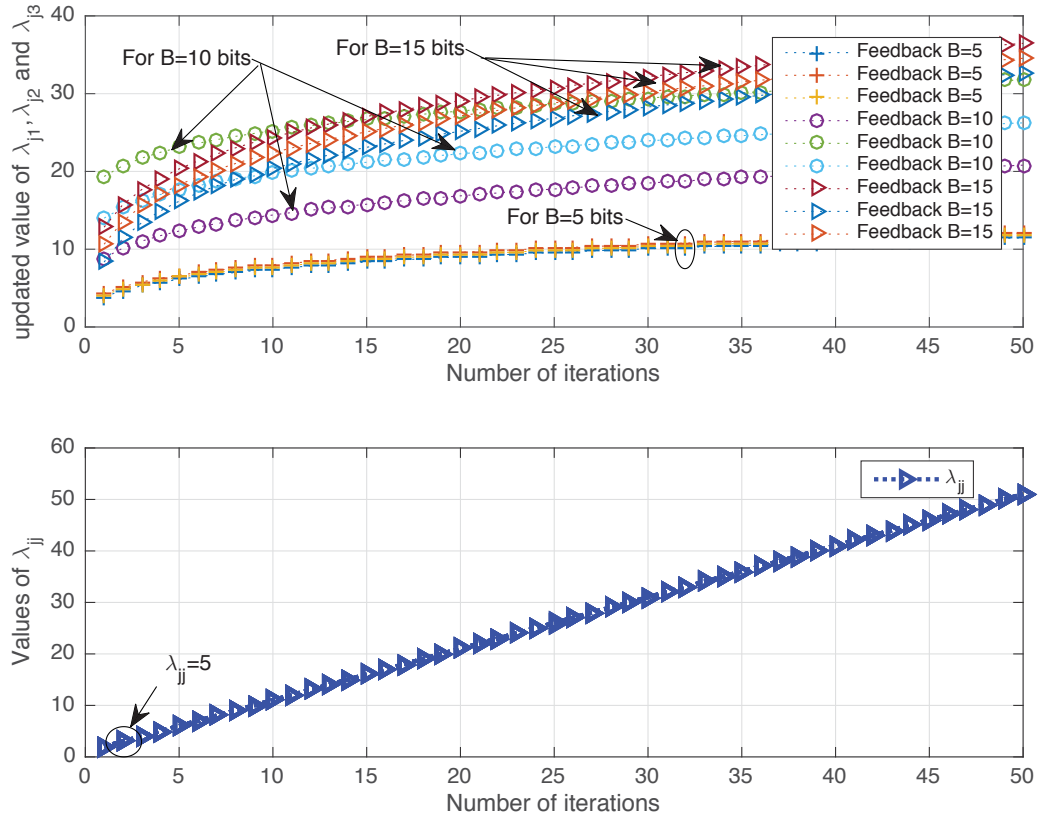 updated value of λj1, λj2 and λj3
40
30
20
10
0
For B=10 bits
For B=15 bits
For B=5 bits
Feedback B=5
Feedback B=5
Feedback B=5
Feedback B=10
Feedback B=10
Feedback B=10
Feedback B=15
Feedback B=15
Feedback B=15
0 5 10 15 20 25 30 35 40 45 50
Number of iterations
Values of λjj
60
50
40
30
20
10
0
λjj=5
λjj
0 5 10 15 20 25 30 35 40 45 50
Number of iterations